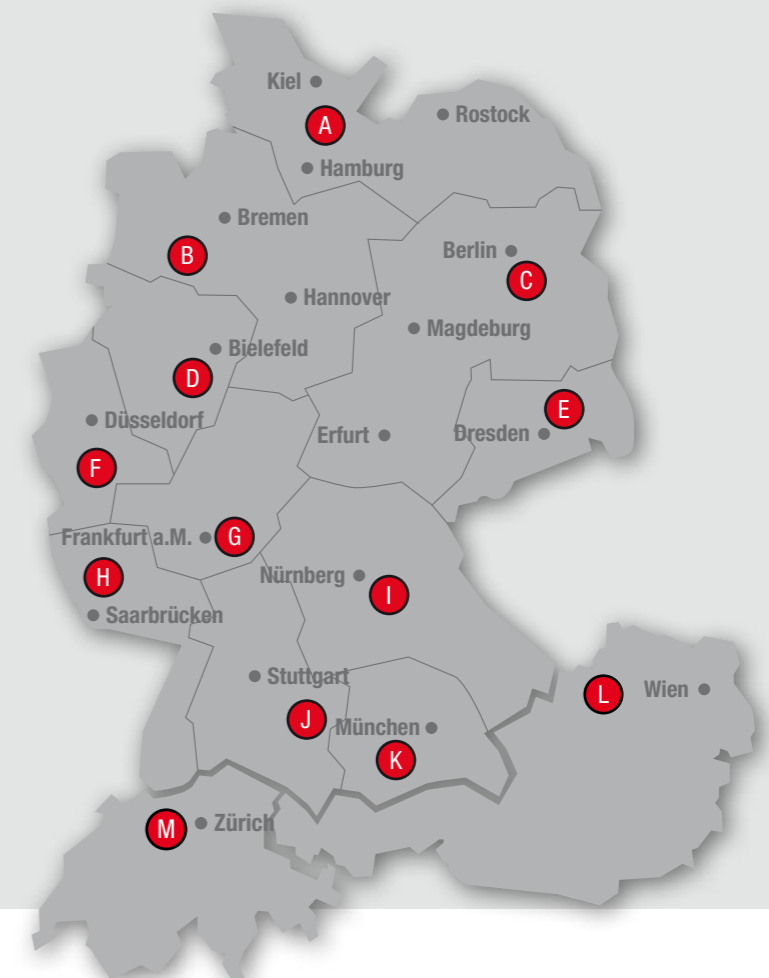 Kiel
A
Rostock
Hamburg
Bremen
B
Berlin
C
Hannover
Magdeburg
Bielefeld
D
E
Düsseldorf
Erfurt
Dresden
F
Frankfurt a.M.
G
H
Nürnberg
I
Saarbrücken
Stuttgart
L
Wien
J
München
K
M
Zürich